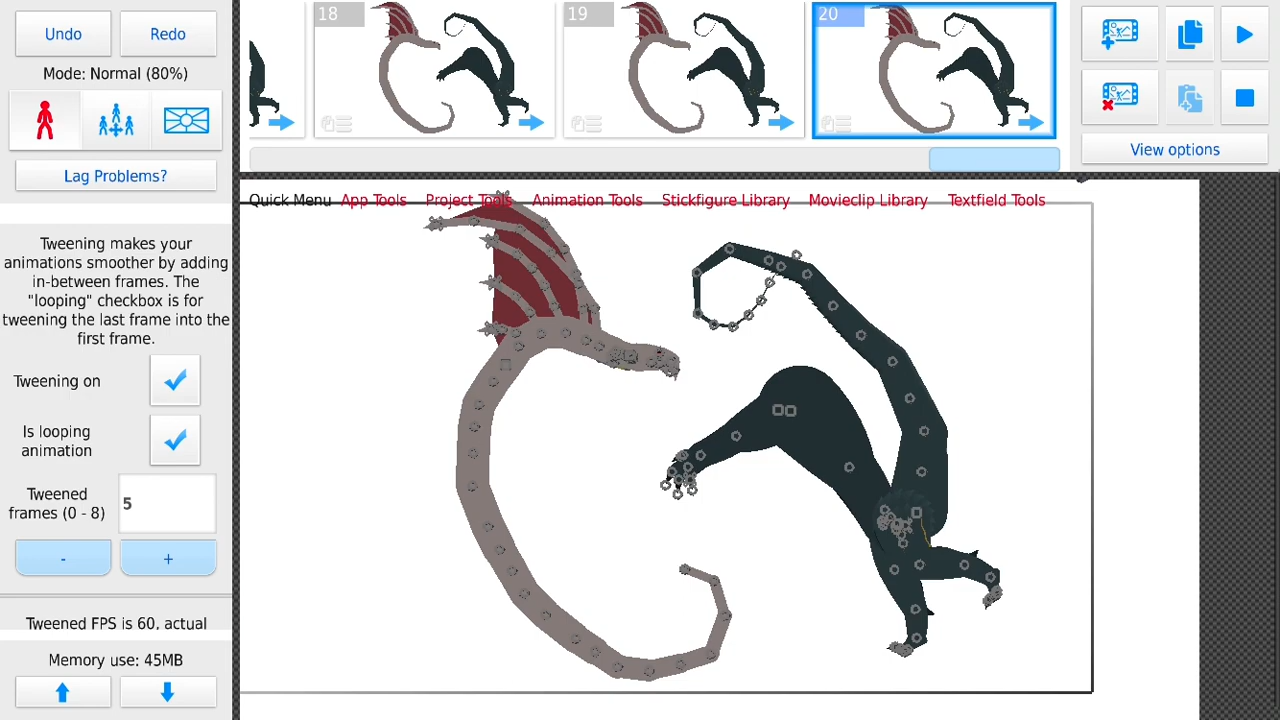 Undo
Redo
Mode: Normal (80%)
Lag Problems?
Tweening makes your
animations smoother by adding
in-between frames. The
"looping" checkbox is for
tweening the last frame into the
first frame.
Tweening on
Is looping
animation
Tweened
frames (0 - 8)
5
-
+
Tweened FPS is 60, actual
Memory use: 45MB
18
19
20
View options
Quick Menu App Tools Project Tools Animation Tools Stickfigure Library Movieclip Library Textfield Tools